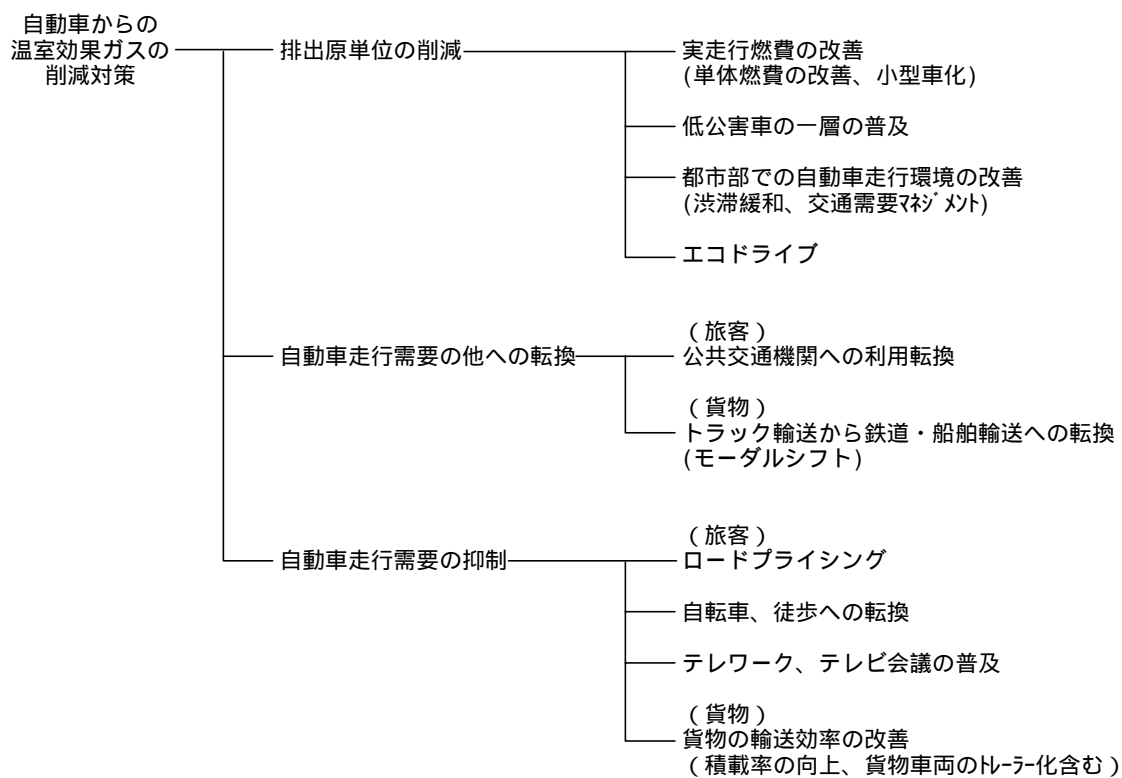 自動車からの
温室効果ガスの
削減対策
排出原単位の削減
実走行燃費の改善
(単体燃費の改善、小型車化)
低公害車の一層の普及
都市部での自動車走行環境の改善
(渋滞緩和、交通需要ﾏﾈｼﾞﾒﾝﾄ)
エコドライブ
自動車走行需要の他への転換
（旅客）
公共交通機関への利用転換
（貨物）
トラック輸送から鉄道・船舶輸送への転換
(モーダルシフト)
自動車走行需要の抑制
（旅客）
ロードプライシング
自転車、徒歩への転換
テレワーク、テレビ会議の普及
（貨物）
貨物の輸送効率の改善
（積載率の向上、貨物車両のﾄﾚｰﾗｰ化含む）